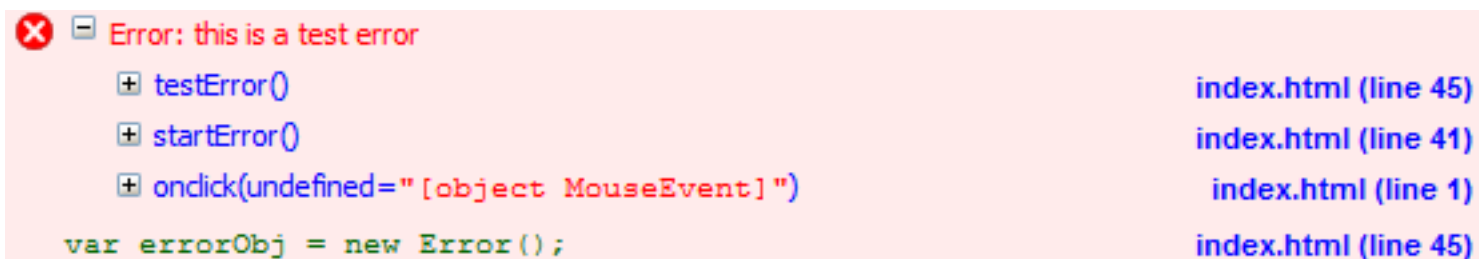 Error: this is a test error
testError() index.html (line 45)
startError() index.html (line 41)
onclick(undefined="[object MouseEvent]") index.html (line 1)
var errorObj = new Error(); index.html (line 45)